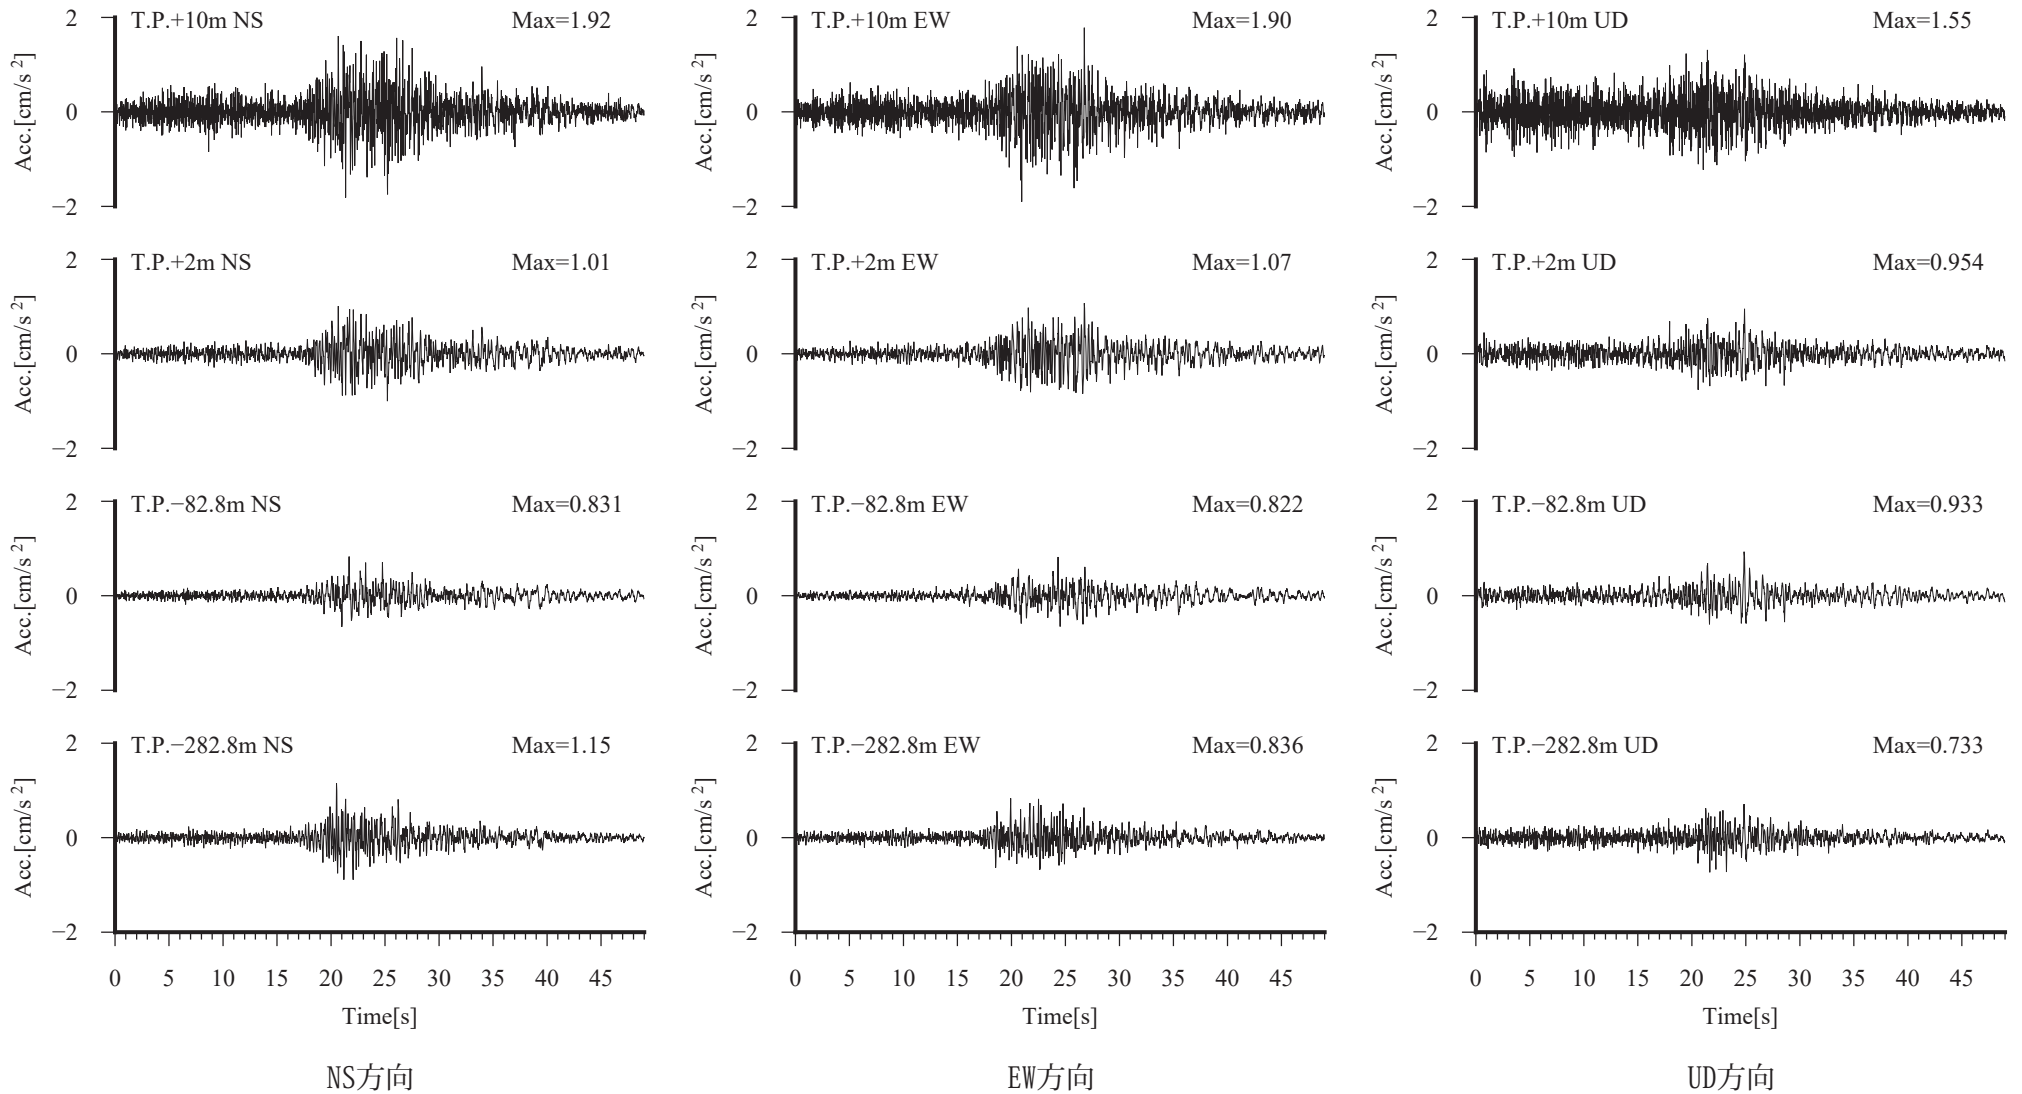 T.P.+10m NS Max=1.92
2
0
−2
Acc.[cm/s²]
T.P.+2m NS Max=1.01
2
0
−2
Acc.[cm/s²]
T.P.−82.8m NS Max=0.831
2
0
−2
Acc.[cm/s²]
T.P.−282.8m NS Max=1.15
2
0
−2
Acc.[cm/s²]
0 5 10 15 20 25 30 35 40 45
Time[s]
NS方向
T.P.+10m EW Max=1.90
2
0
−2
Acc.[cm/s²]
T.P.+2m EW Max=1.07
2
0
−2
Acc.[cm/s²]
T.P.−82.8m EW Max=0.822
2
0
−2
Acc.[cm/s²]
T.P.−282.8m EW Max=0.836
2
0
−2
Acc.[cm/s²]
0 5 10 15 20 25 30 35 40 45
Time[s]
EW方向
T.P.+10m UD Max=1.55
2
0
−2
Acc.[cm/s²]
T.P.+2m UD Max=0.954
2
0
−2
Acc.[cm/s²]
T.P.−82.8m UD Max=0.933
2
0
−2
Acc.[cm/s²]
T.P.−282.8m UD Max=0.733
2
0
−2
Acc.[cm/s²]
0 5 10 15 20 25 30 35 40 45
Time[s]
UD方向